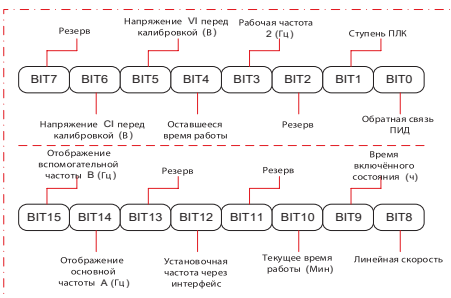 Резерв
Напряжение VI перед
калибровкой (В)
Рабочая частота
2 (Гц)
Ступень ПЛК
BIT7 BIT6 BIT5 BIT4 BIT3 BIT2 BIT1 BIT0
Напряжение CI перед
калибровкой (В)
Оставшееся
время работы
Резерв
Обратная связь
ПИД
Отображение
вспомогательной
частоты B (Гц)
Резерв
Резерв
Время
включённого
состояния (ч)
BIT15 BIT14 BIT13 BIT12 BIT11 BIT10 BIT9 BIT8
Отображение
основной
частоты A (Гц)
Установочная
частота через
интерфейс
Текущее время
работы (Мин)
Линейная скорость